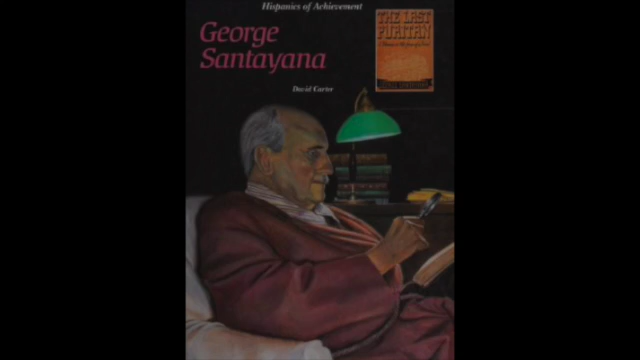 Hispanics of Achievement
George
Santayana
David Carter
THE LAST
PURITAN